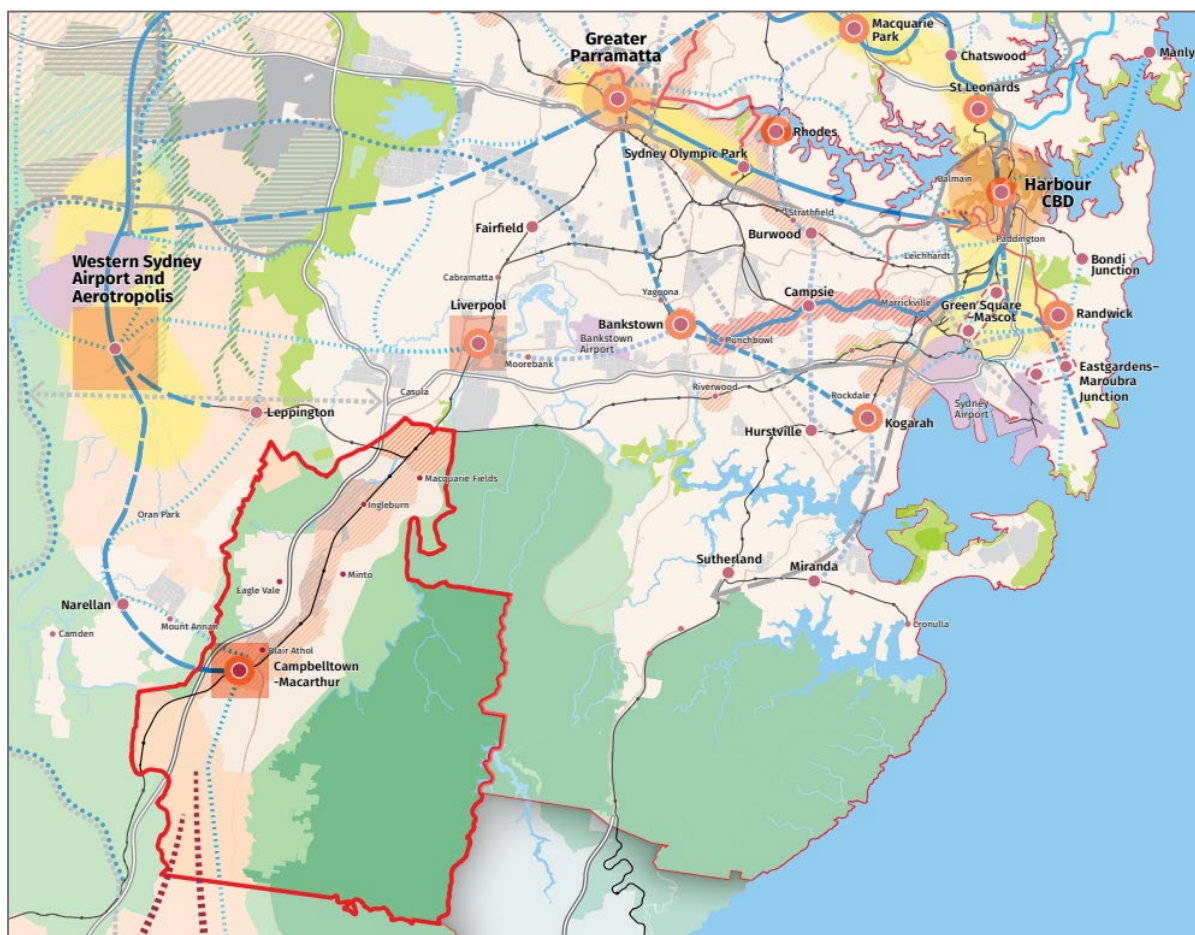 Macquarie
Park
Chatswood
Manly
Greater
Parramatta
St Leonards
Rhodes
Sydney Olympic Park
Balmain
Harbour
CBD
Strathfield
Fairfield
Burwood
Paddington
Leichhardt
Bondi
Junction
Western Sydney
Airport and
Aerotropolis
Cabramatta
Yagoona
Liverpool
Campsie
Marrickville
Green Square
-Mascot
Randwick
Bankstown
Bankstown
Airport
Punchbowl
Moorebank
Eastgardens–
Maroubra
Junction
Casula
Riverwood
Rockdale
Sydney
Airport
Leppington
Hurstville
Kogarah
Macquarie Fields
Ingleburn
Oran Park
Sutherland
Miranda
Eagle Vale
Minto
Narellan
Mount Annan
Camden
Cronulla
Blair Athol
Campbelltown
-Macarthur